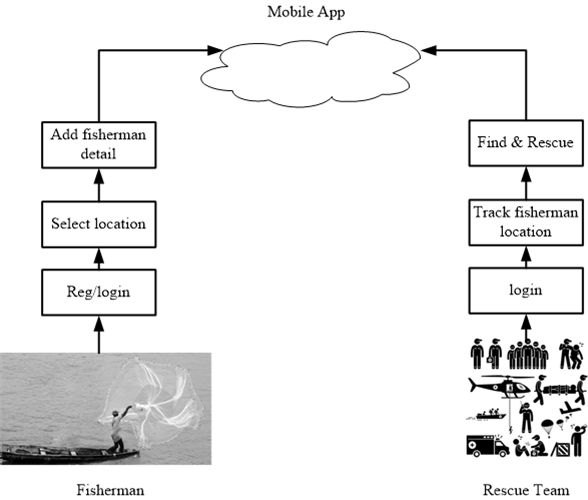 Mobile App
Add fisherman
detail
Select location
Reg/login
Fisherman
Find & Rescue
Track fisherman
location
login
Rescue Team